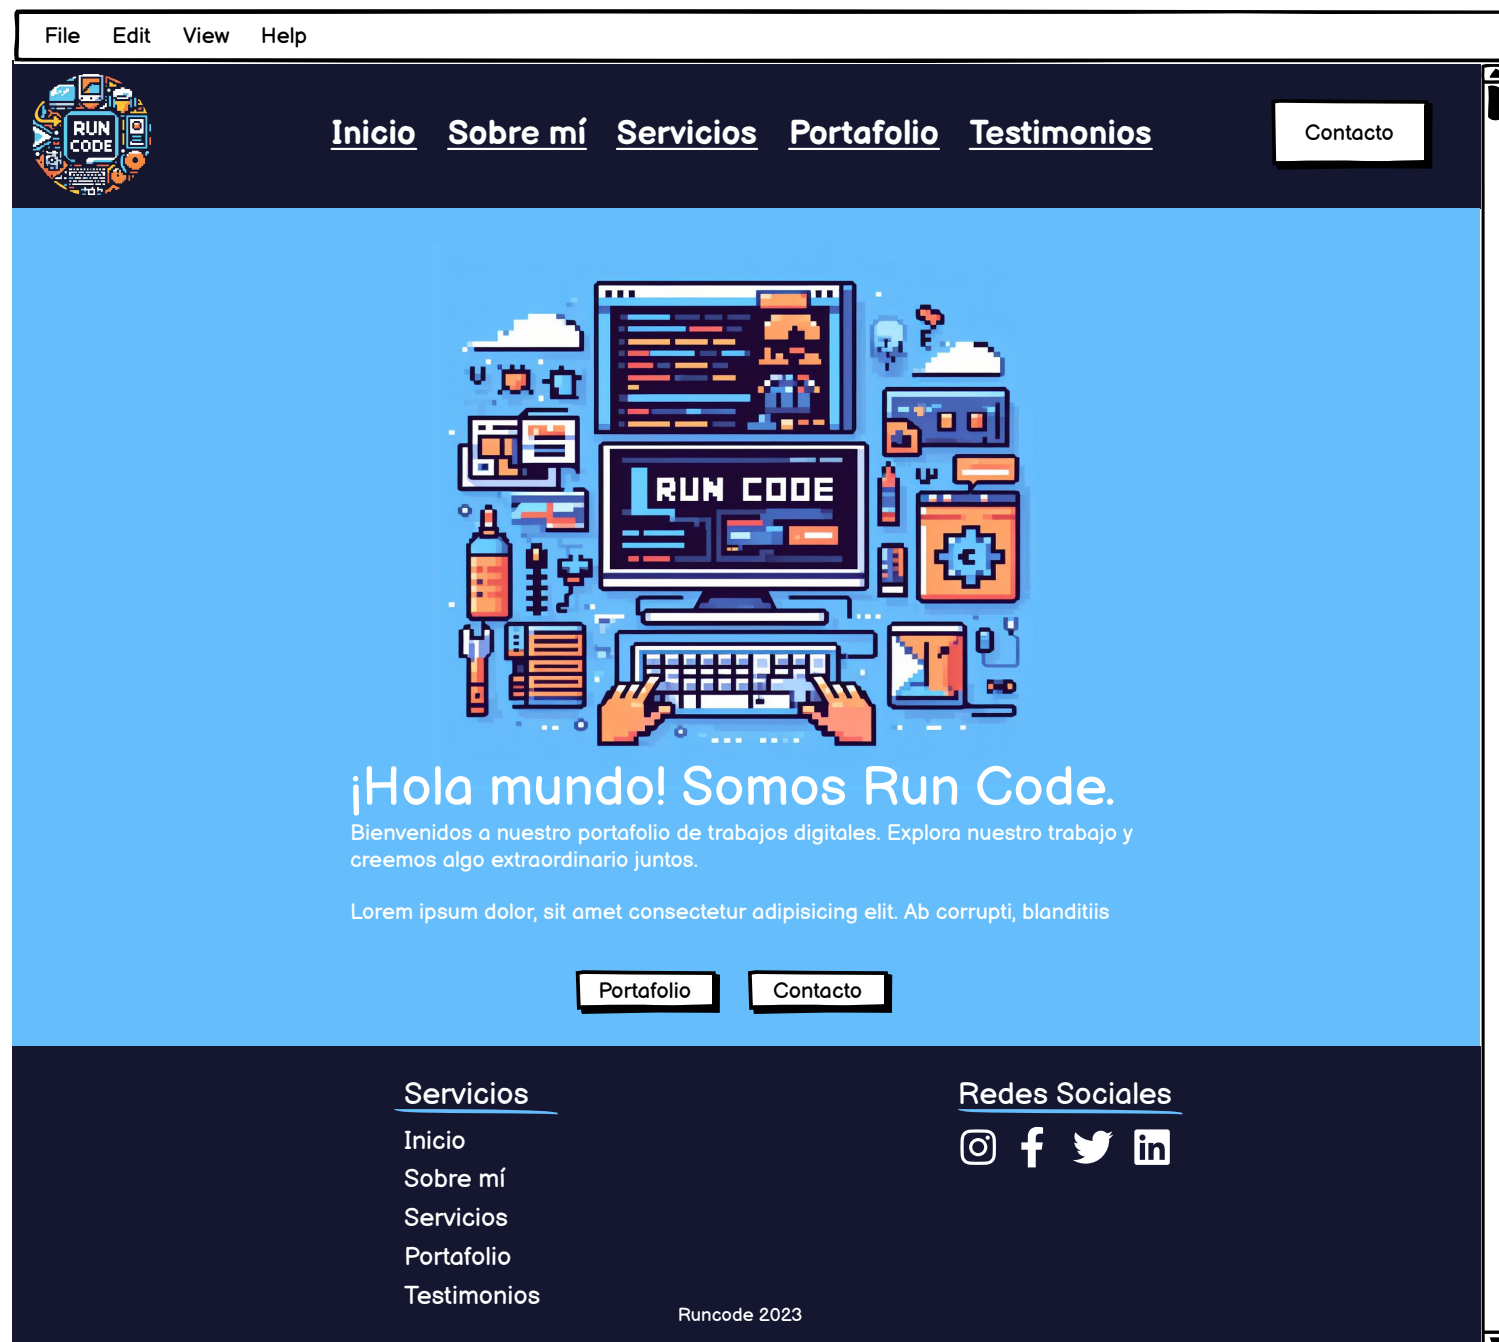 File Edit View Help
RUN
CODE
Inicio Sobre mí Servicios Portafolio Testimonios
Contacto
RUN CODE
¡Hola mundo! Somos Run Code.
Bienvenidos a nuestro portafolio de trabajos digitales. Explora nuestro trabajo y
creemos algo extraordinario juntos.
Lorem ipsum dolor, sit amet consectetur adipisicing elit. Ab corrupti, blanditiis
Portafolio Contacto
Servicios
Inicio
Sobre mí
Servicios
Portafolio
Testimonios
Redes Sociales
Runcode 2023